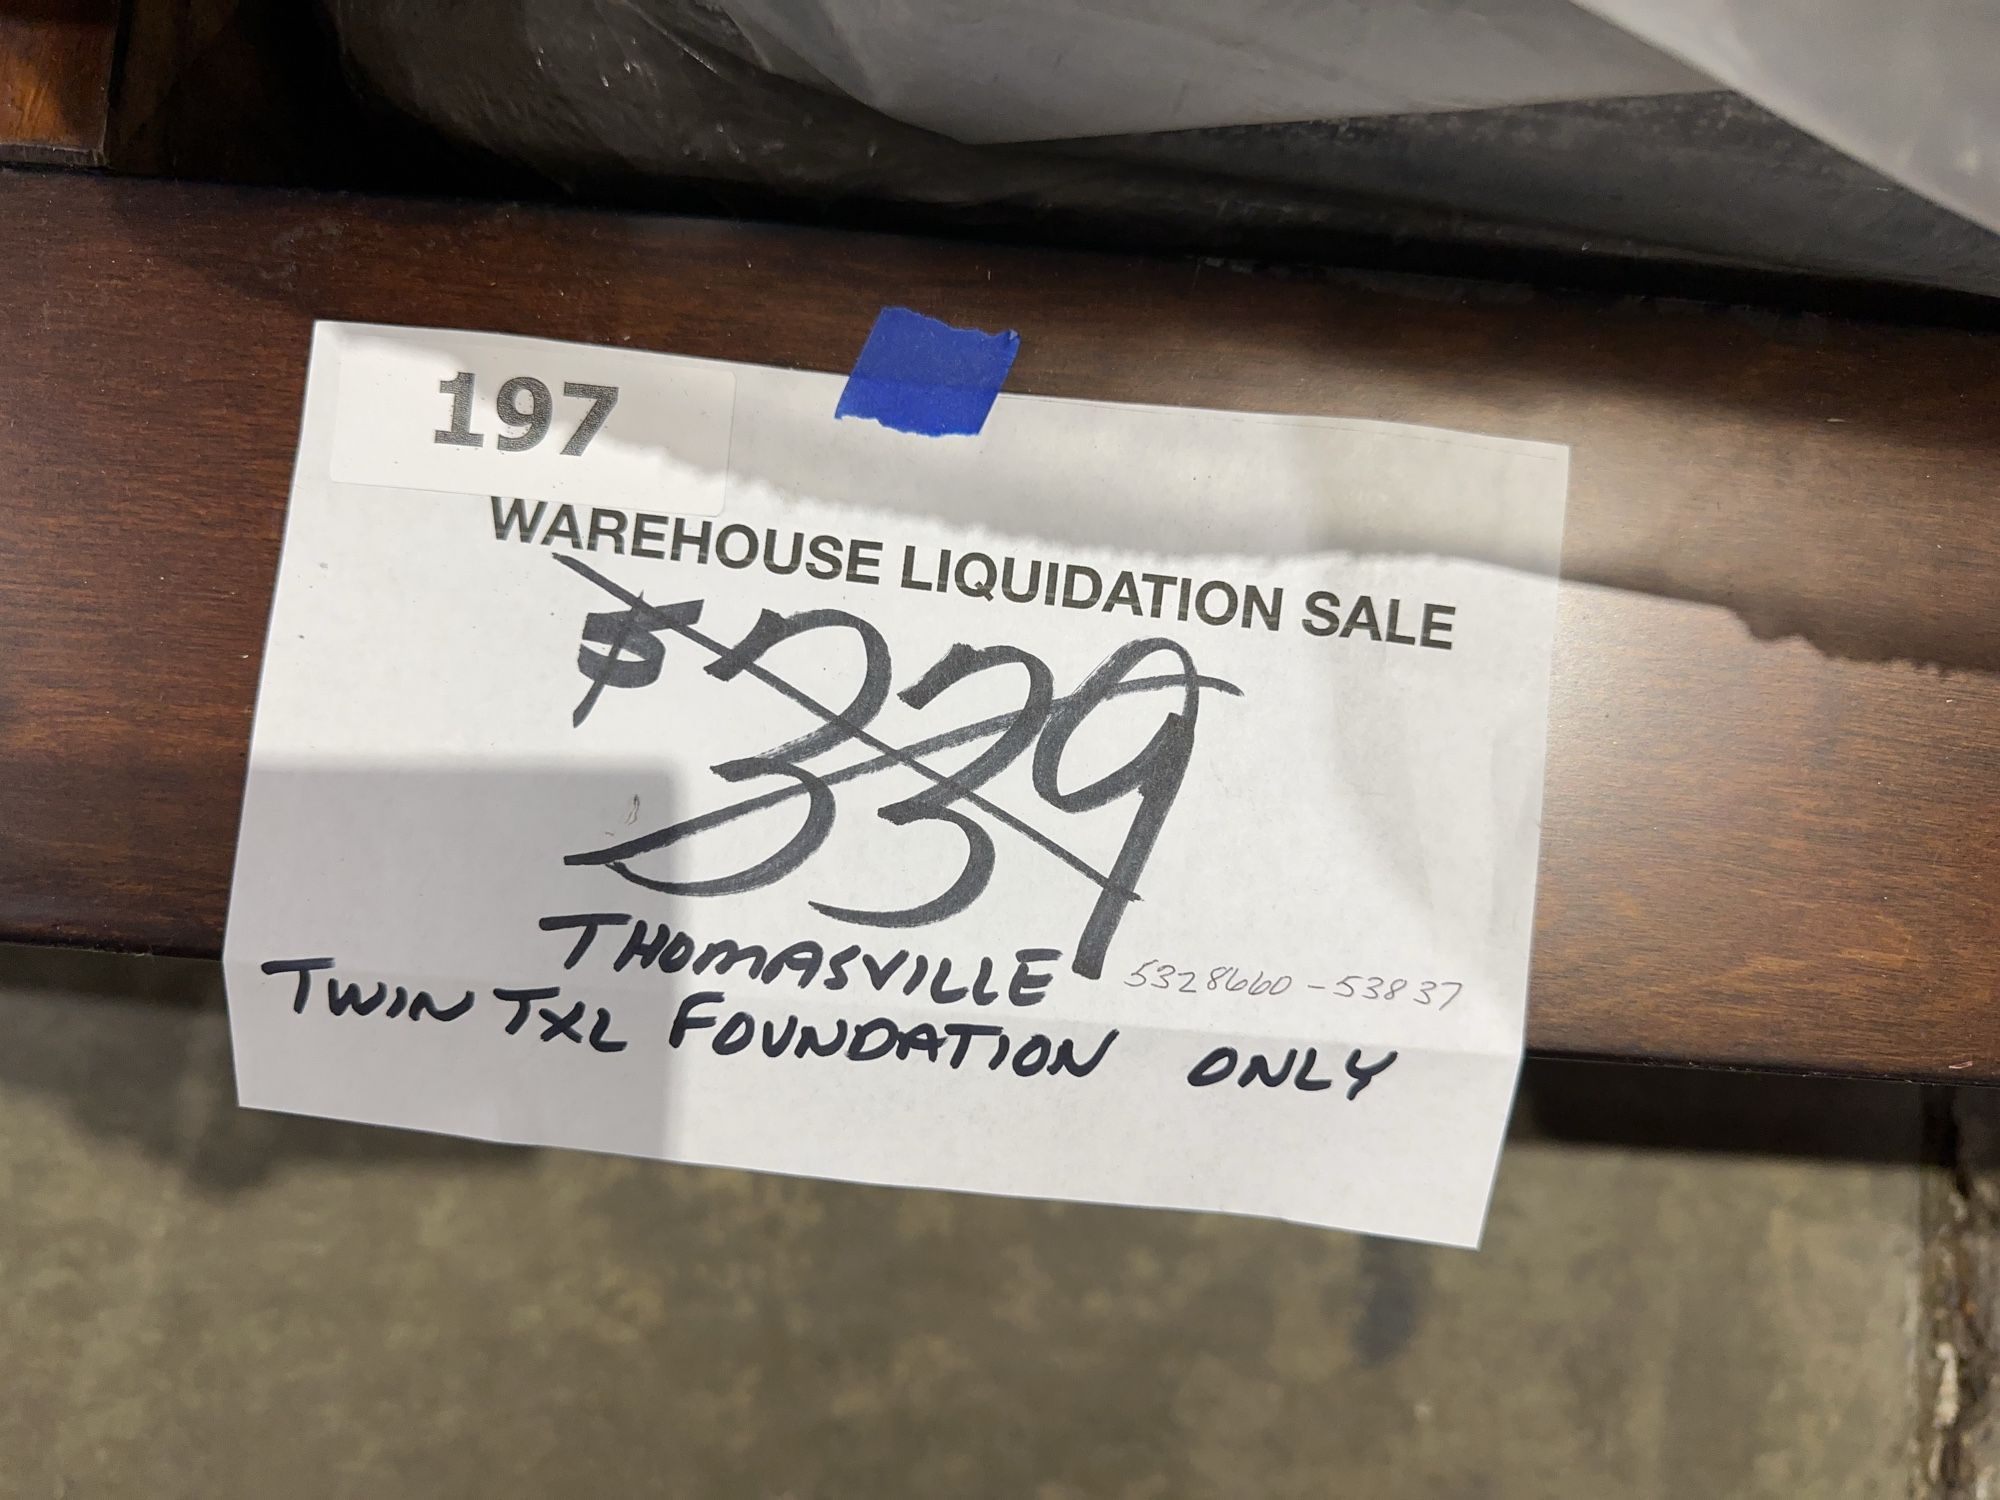 197
WAREHOUSE LIQUIDATION SALE
$339
THOMASVILLE 5328660-53837
TWIN TXL FOUNDATION ONLY